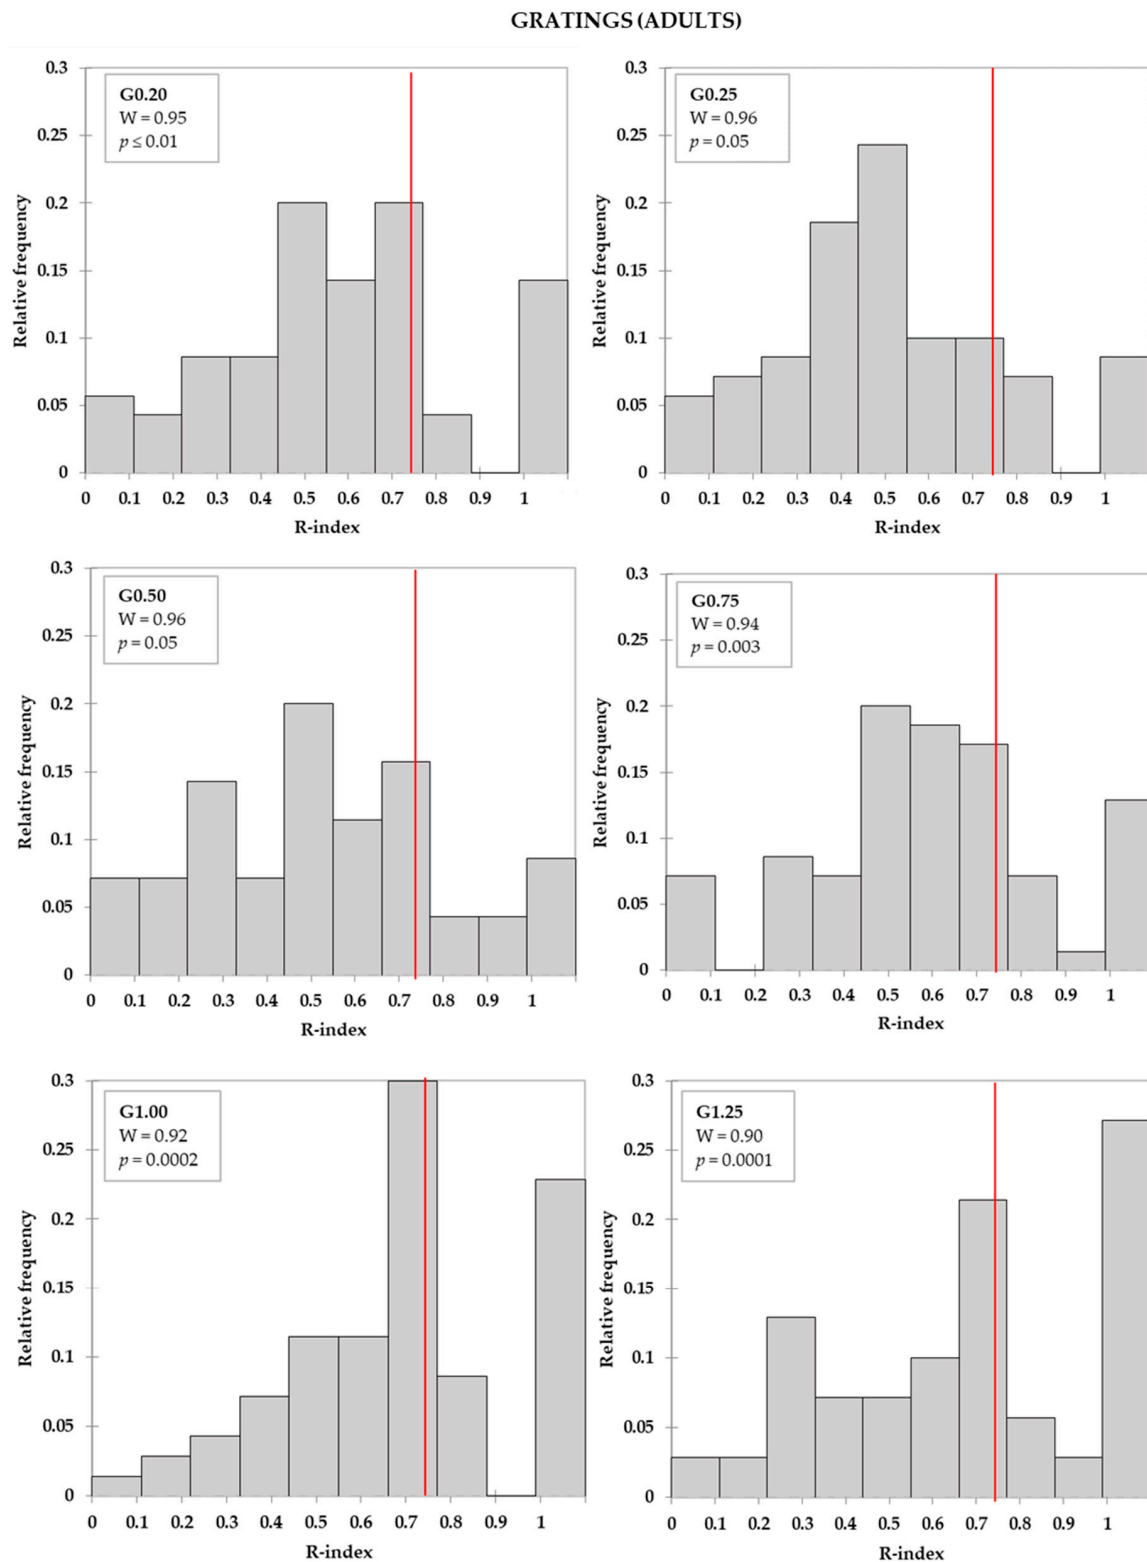 GRATINGS (ADULTS)
G0.20
W = 0.95
p ≤ 0.01
0.3
0.25
0.2
0.15
0.1
0.05
0
Relative frequency
0 0.1 0.2 0.3 0.4 0.5 0.6 0.7 0.8 0.9 1
R-index
G0.25
W = 0.96
p = 0.05
0.3
0.25
0.2
0.15
0.1
0.05
0
Relative frequency
0 0.1 0.2 0.3 0.4 0.5 0.6 0.7 0.8 0.9 1
R-index
G0.50
W = 0.96
p = 0.05
0.3
0.25
0.2
0.15
0.1
0.05
0
Relative frequency
0 0.1 0.2 0.3 0.4 0.5 0.6 0.7 0.8 0.9 1
R-index
G0.75
W = 0.94
p = 0.003
0.3
0.25
0.2
0.15
0.1
0.05
0
Relative frequency
0 0.1 0.2 0.3 0.4 0.5 0.6 0.7 0.8 0.9 1
R-index
G1.00
W = 0.92
p = 0.0002
0.3
0.25
0.2
0.15
0.1
0.05
0
Relative frequency
0 0.1 0.2 0.3 0.4 0.5 0.6 0.7 0.8 0.9 1
R-index
G1.25
W = 0.90
p = 0.0001
0.3
0.25
0.2
0.15
0.1
0.05
0
Relative frequency
0 0.1 0.2 0.3 0.4 0.5 0.6 0.7 0.8 0.9 1
R-index